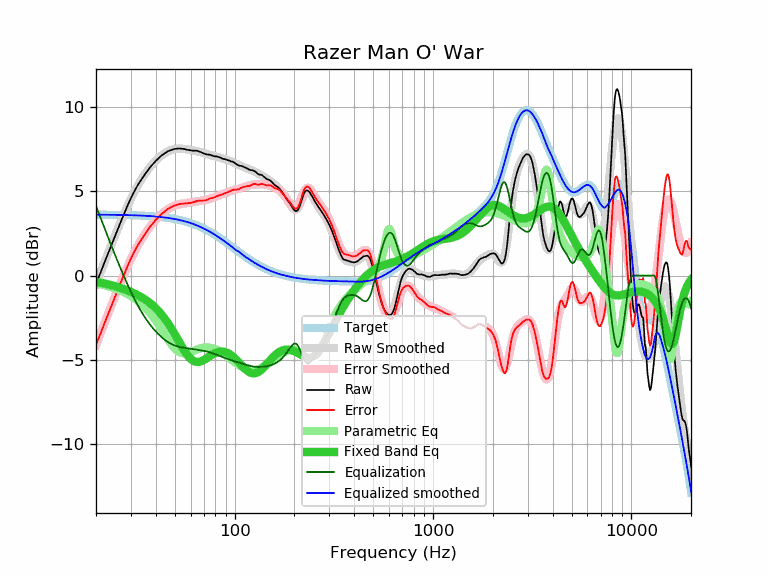 Razer Man O' War
10
5
0
−5
−10
Amplitude (dBr)
Target
Raw Smoothed
Error Smoothed
Raw
Error
Parametric Eq
Fixed Band Eq
Equalization
Equalized smoothed
100 1000 10000
Frequency (Hz)